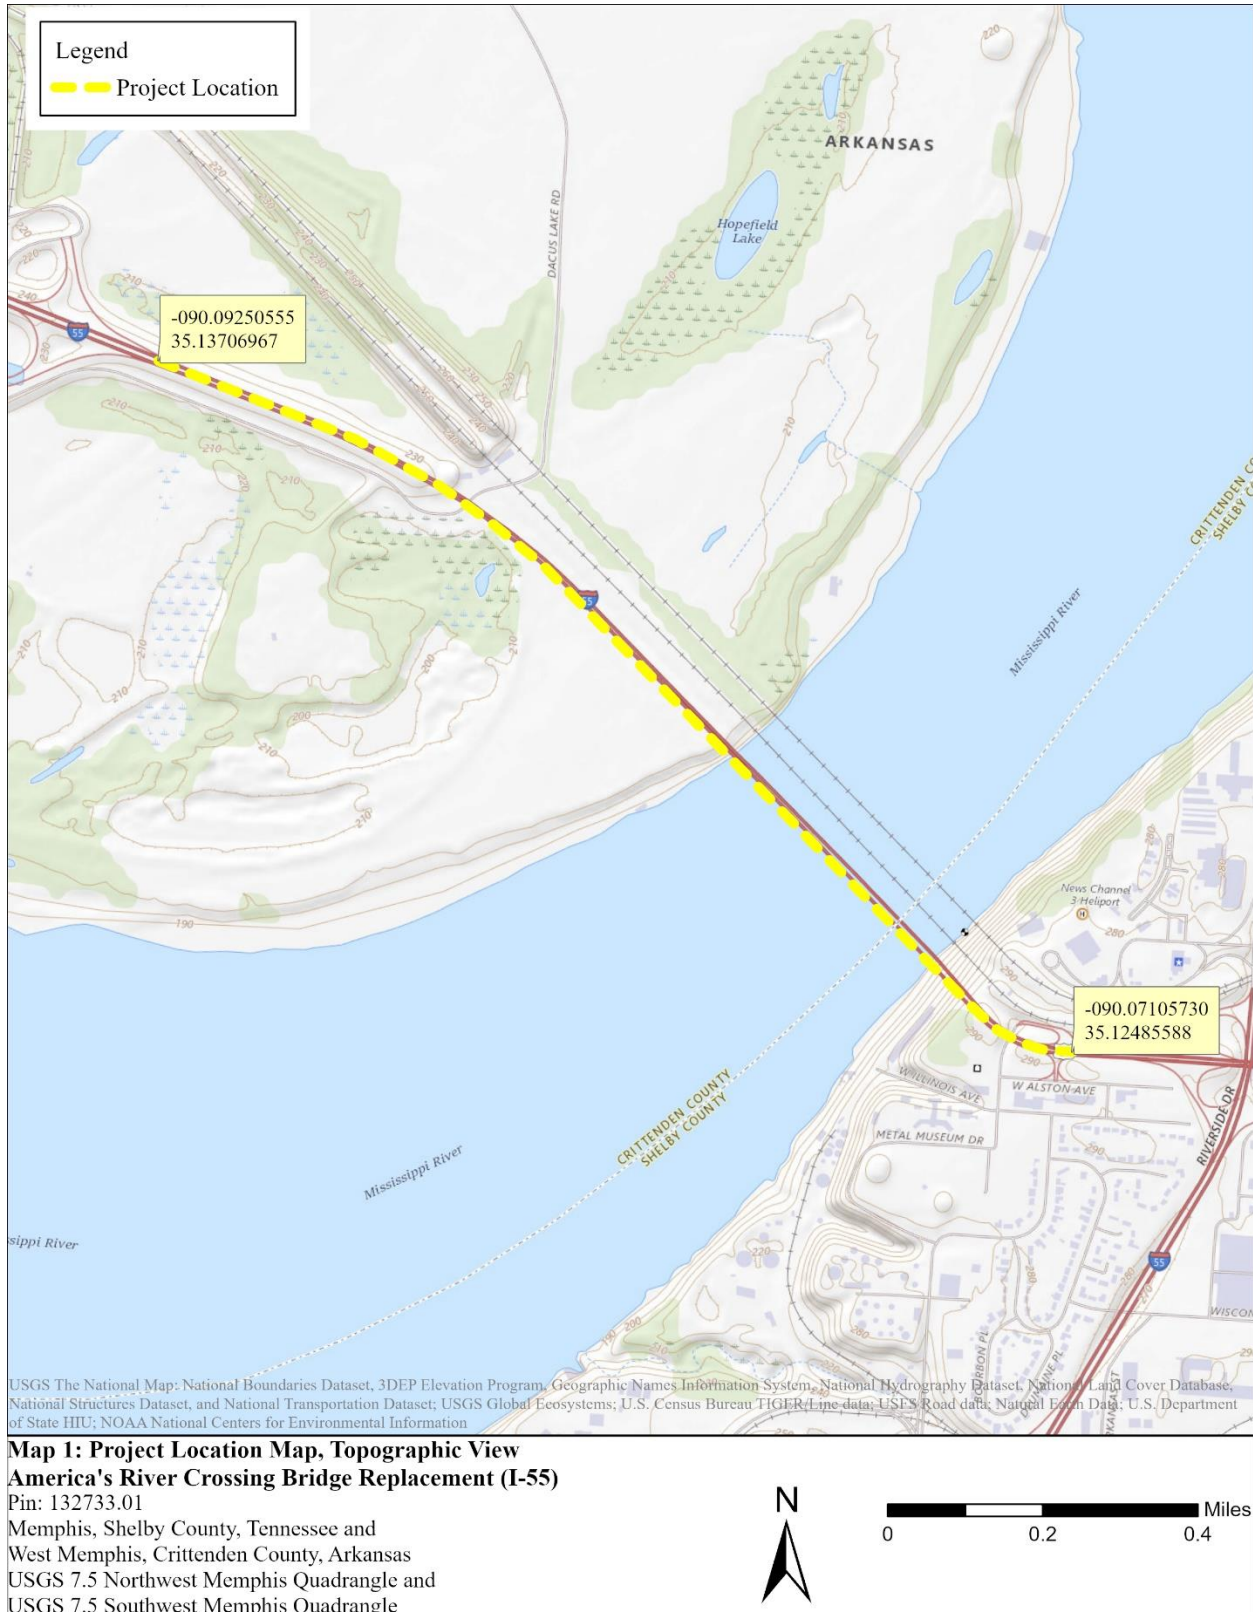 Legend
Project Location
220
ARKANSAS
Hopefield
Lake
DACUS LAKE RD
-090.09250555
35.13706967
55
CRITTENDEN CO
SHELBY C
Mississippi River
News Channel
3 Heliport
H
-090.07105730
35.12485588
W ILLINOIS AVE
W ALSTON AVE
METAL MUSEUM DR
RIVERSIDE DR
CRITTENDEN COUNTY
SHELBY COUNTY
Mississippi River
sippi River
55
WISCON
USGS The National Map: National Boundaries Dataset, 3DEP Elevation Program, Geographic Names Information System, National Hydrography Dataset, National Land Cover Database,
National Structures Dataset, and National Transportation Dataset; USGS Global Ecosystems; U.S. Census Bureau TIGER/Line data; USFS Road data; Natural Earth Data; U.S. Department
of State HIU; NOAA National Centers for Environmental Information
Map 1: Project Location Map, Topographic View
America's River Crossing Bridge Replacement (I-55)
Pin: 132733.01
Memphis, Shelby County, Tennessee and
West Memphis, Crittenden County, Arkansas
USGS 7.5 Northwest Memphis Quadrangle and
USGS 7.5 Southwest Memphis Quadrangle
N
Miles
0 0.2 0.4